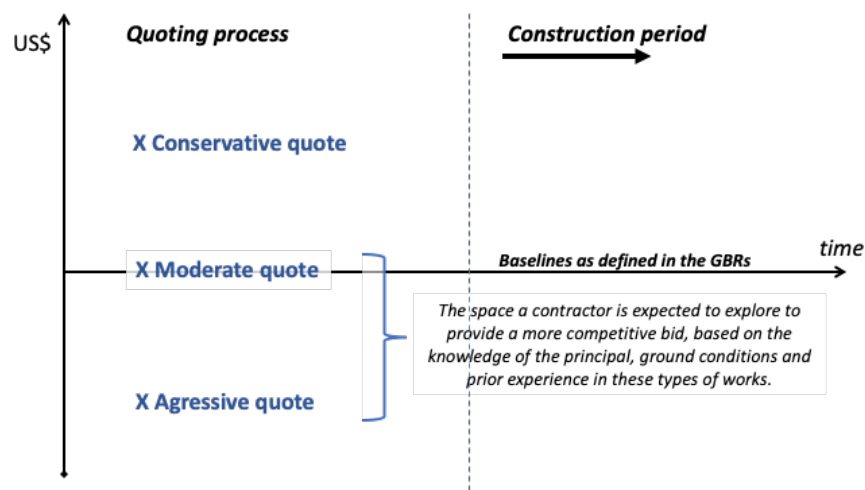 US$
Quoting process
Construction period
X Conservative quote
X Moderate quote
Baselines as defined in the GBRs
time
The space a contractor is expected to explore to
provide a more competitive bid, based on the
knowledge of the principal, ground conditions and
prior experience in these types of works.
X Agressive quote